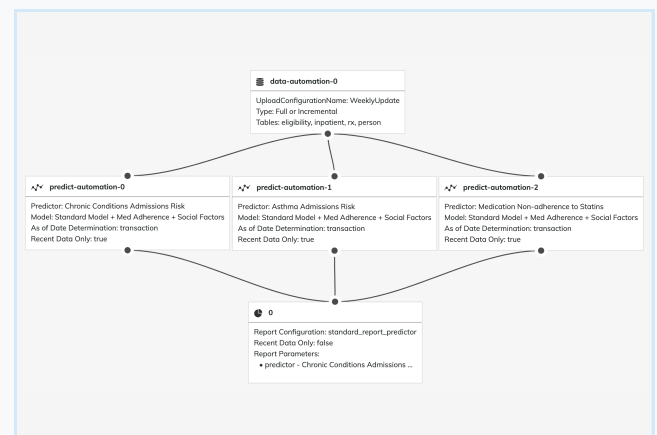 data-automation-0
UploadConfigurationName: WeeklyUpdate
Type: Full or Incremental
Tables: eligibility, inpatient, rx, person
predict-automation-0
Predictor: Chronic Conditions Admissions Risk
Model: Standard Model + Med Adherence + Social Factors
As of Date Determination: transaction
Recent Data Only: true
predict-automation-1
Predictor: Asthma Admissions Risk
Model: Standard Model + Med Adherence + Social Factors
As of Date Determination: transaction
Recent Data Only: true
predict-automation-2
Predictor: Medication Non-adherence to Statins
Model: Standard Model + Med Adherence + Social Factors
As of Date Determination: transaction
Recent Data Only: true
0
Report Configuration: standard_report_predictor
Recent Data Only: false
Report Parameters:
• predictor - Chronic Conditions Admissions ...